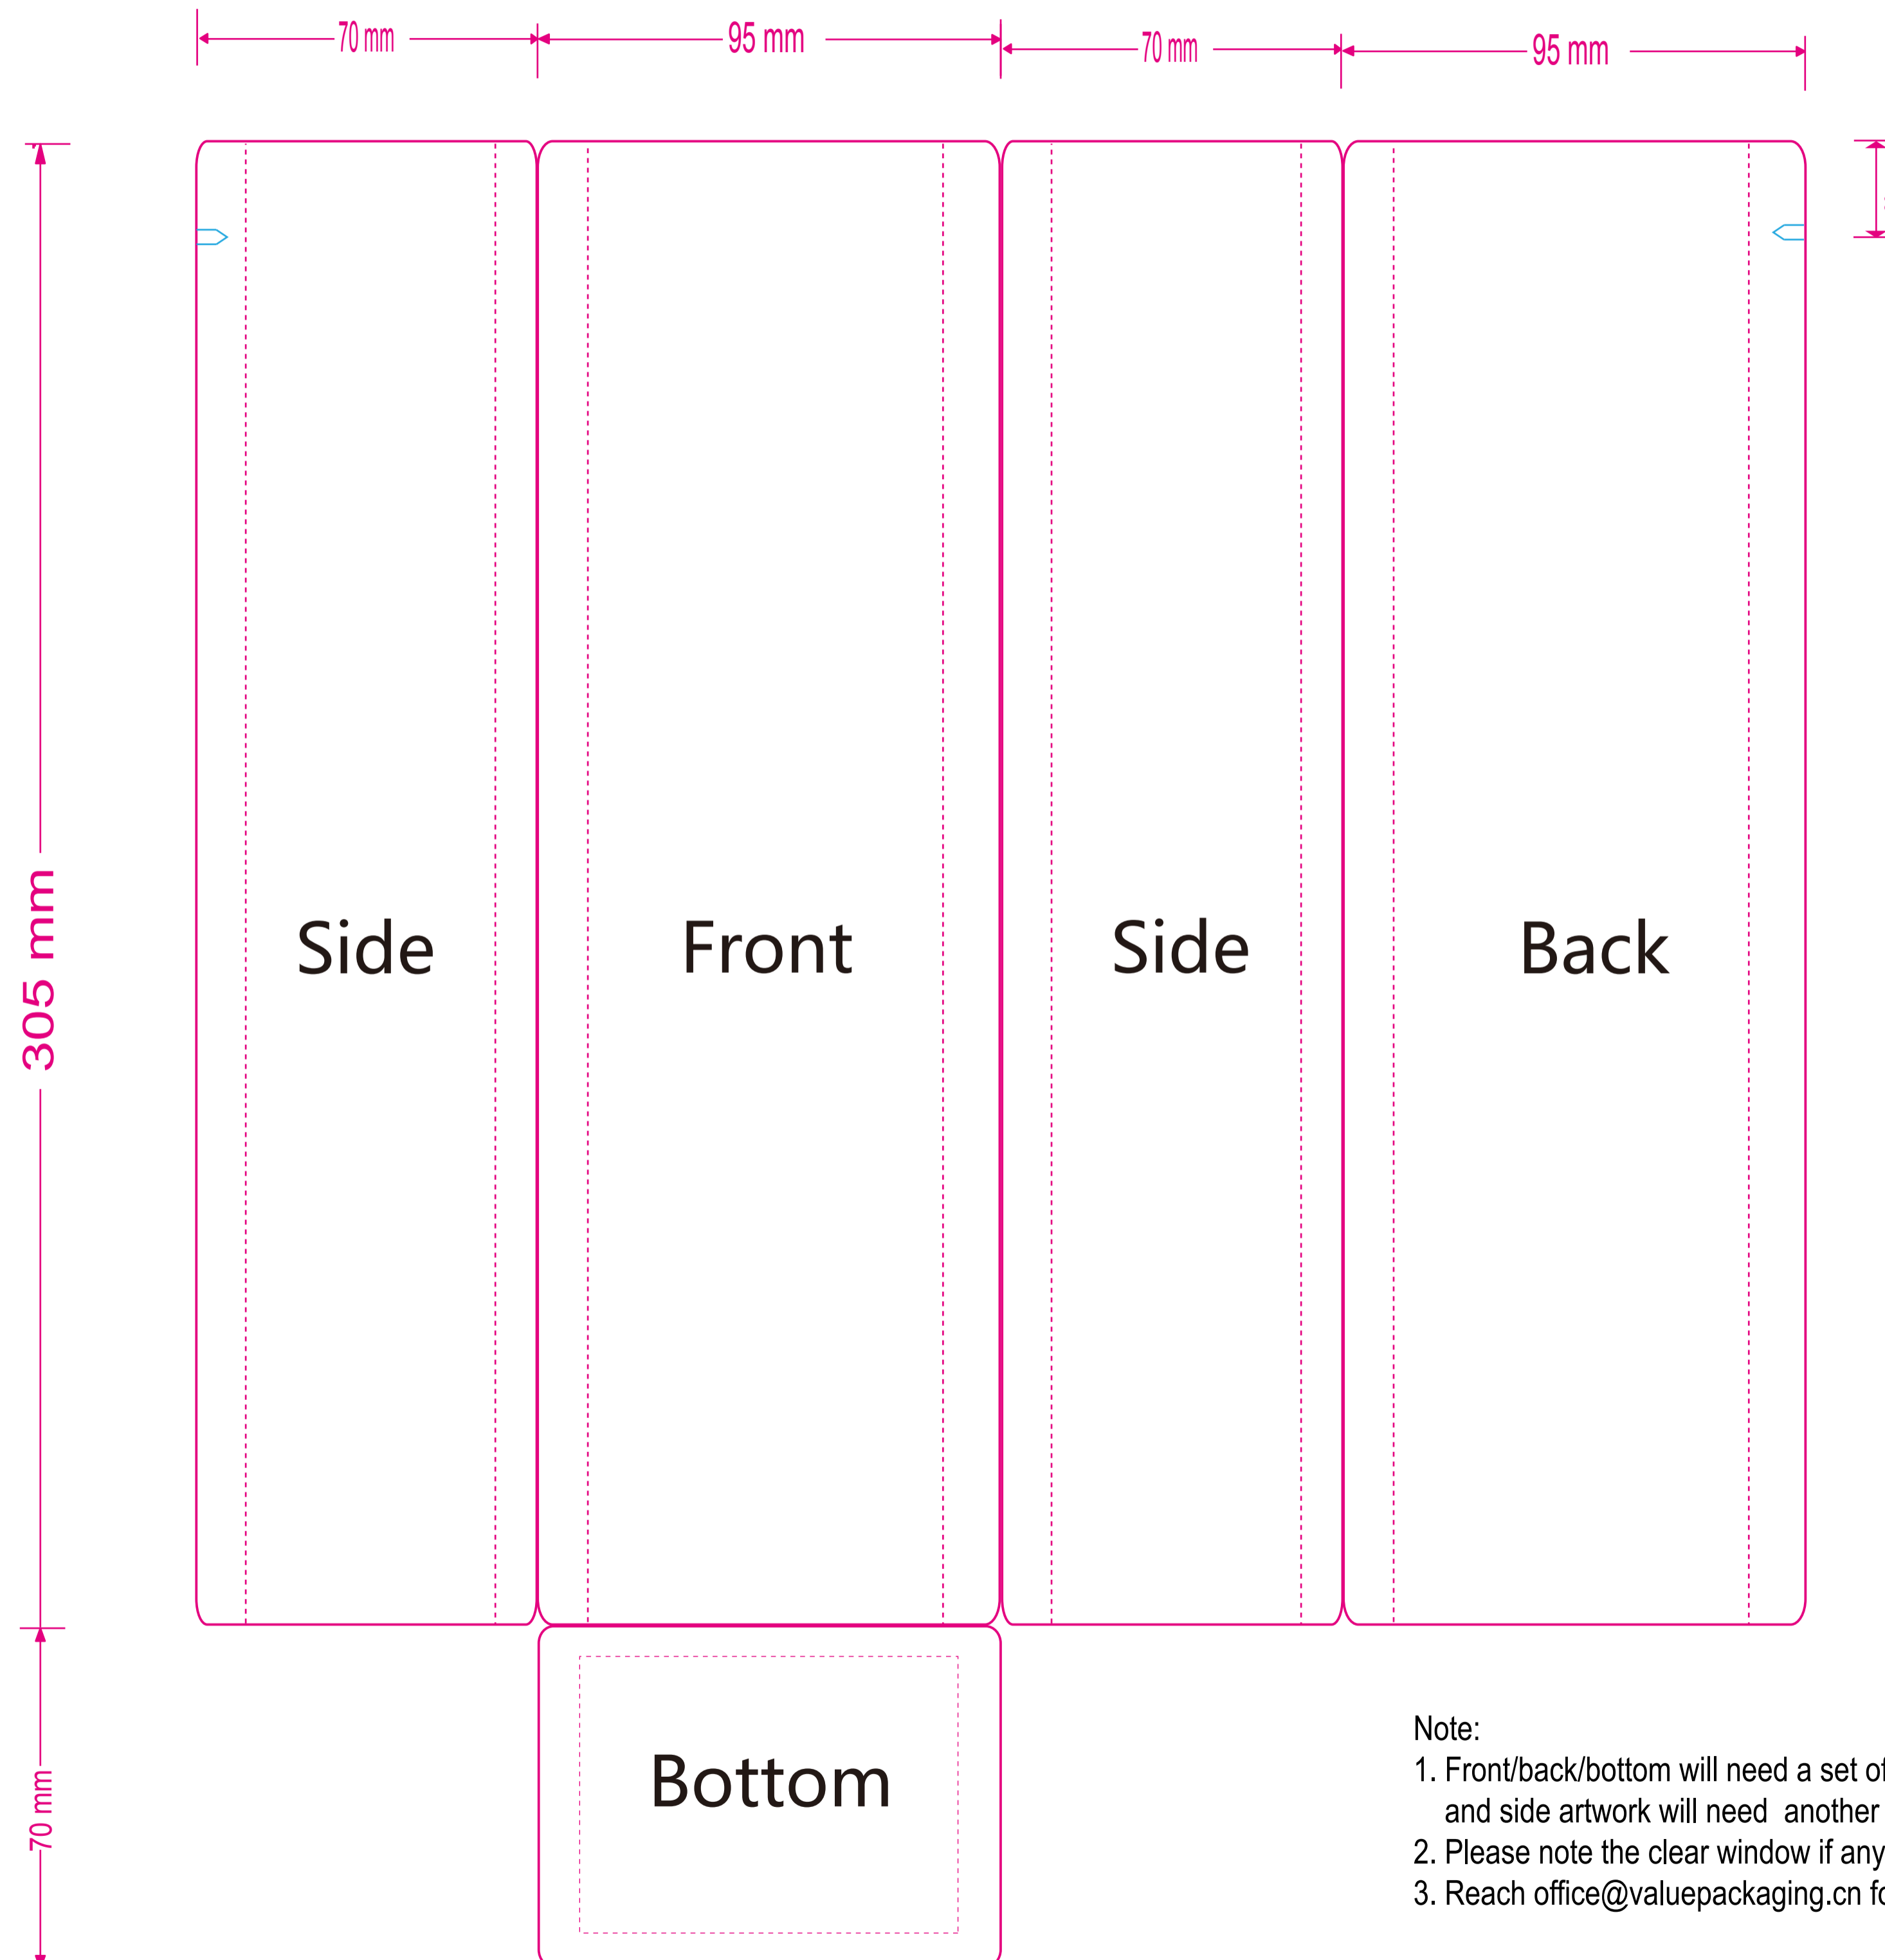 70 mm
95 mm
70 mm
95 mm
305 mm
Side
Front
Side
Back
Bottom
70 mm
Note:
1. Front/back/bottom will need a set of
and side artwork will need another
2. Please note the clear window if any
3. Reach office@valuepackaging.cn